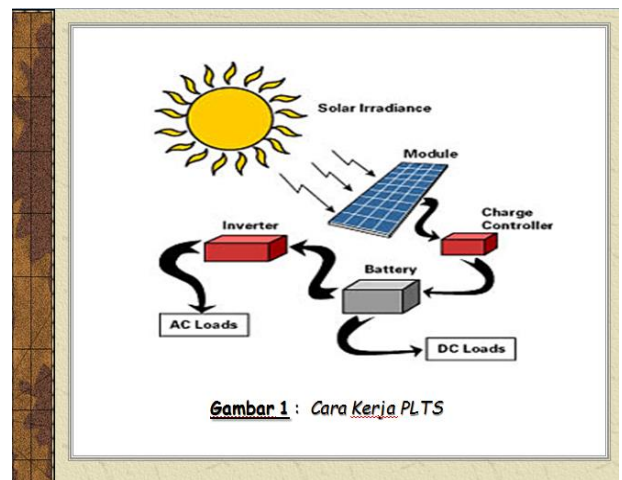 Solar Irradiance
Module
Charge
Controller
Inverter
Battery
AC Loads
DC Loads
Gambar 1 : Cara Kerja PLTS